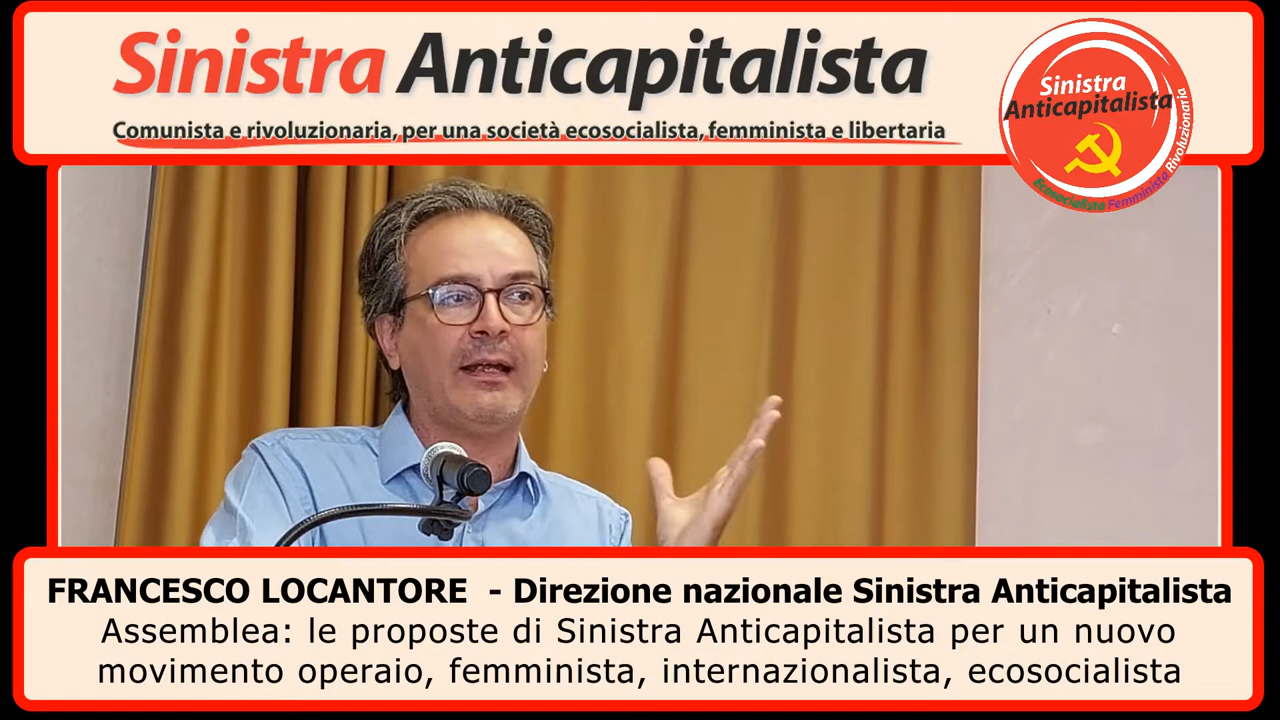 Sinistra Anticapitalista
Comunista e rivoluzionaria, per una società ecosocialista, femminista e libertaria
Sinistra
Anticapitalista
Ecosocialista Femminista Rivoluzionaria
FRANCESCO LOCANTORE - Direzione nazionale Sinistra Anticapitalista
Assemblea: le proposte di Sinistra Anticapitalista per un nuovo
movimento operaio, femminista, internazionalista, ecosocialista